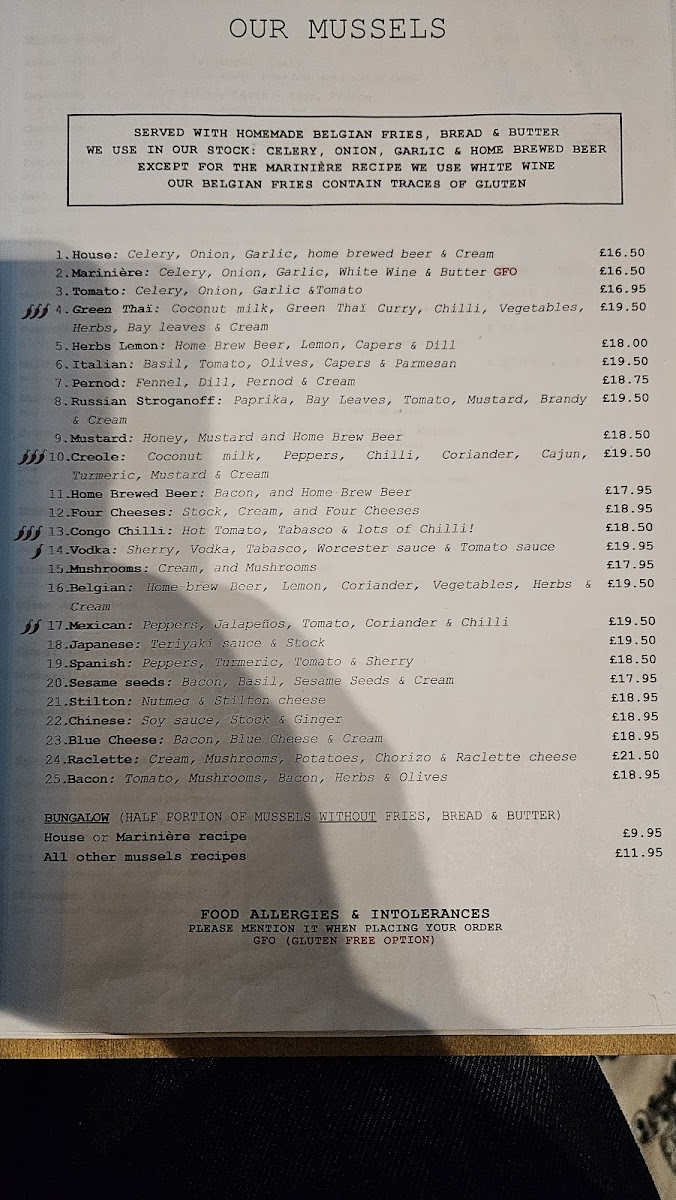 OUR MUSSELS
SERVED WITH HOMEMADE BELGIAN FRIES, BREAD & BUTTER
WE USE IN OUR STOCK: CELERY, ONION, GARLIC & HOME BREWED BEER
EXCEPT FOR THE MARINIÈRE RECIPE WE USE WHITE WINE
OUR BELGIAN FRIES CONTAIN TRACES OF GLUTEN
1.House: Celery, Onion, Garlic, home brewed beer & Cream £16.50
2.Marinière: Celery, Onion, Garlic, White Wine & Butter GFO £16.50
3.Tomato: Celery, Onion, Garlic &Tomato £16.95
4.Green Thaï: Coconut milk, Green Thaï Curry, Chilli, Vegetables, £19.50
Herbs, Bay leaves & Cream
5.Herbs Lemon: Home Brew Beer, Lemon, Capers & Dill £18.00
6.Italian: Basil, Tomato, Olives, Capers & Parmesan £19.50
7.Pernod: Fennel, Dill, Pernod & Cream £18.75
8.Russian Stroganoff: Paprika, Bay Leaves, Tomato, Mustard, Brandy £19.50
& Cream
9.Mustard: Honey, Mustard and Home Brew Beer £18.50
10.Creole: Coconut milk, Peppers, Chilli, Coriander, Cajun, £19.50
Turmeric, Mustard & Cream
11.Home Brewed Beer: Bacon, and Home Brew Beer £17.95
12.Four Cheeses: Stock, Cream, and Four Cheeses £18.95
13.Congo Chilli: Hot Tomato, Tabasco & lots of Chilli! £18.50
14.Vodka: Sherry, Vodka, Tabasco, Worcester sauce & Tomato sauce £19.95
15.Mushrooms: Cream, and Mushrooms £17.95
16.Belgian: Home brew Beer, Lemon, Coriander, Vegetables, Herbs & £19.50
Cream
17.Mexican: Peppers, Jalapeños, Tomato, Coriander & Chilli £19.50
18.Japanese: Teriyaki sauce & Stock £19.50
19.Spanish: Peppers, Turmeric, Tomato & Sherry £18.50
20.Sesame seeds: Bacon, Basil, Sesame Seeds & Cream £17.95
21.Stilton: Nutmeg & Stilton cheese £18.95
22.Chinese: Soy sauce, Stock & Ginger £18.95
23.Blue Cheese: Bacon, Blue Cheese & Cream £18.95
24.Raclette: Cream, Mushrooms, Potatoes, Chorizo & Raclette cheese £21.50
25.Bacon: Tomato, Mushrooms, Bacon, Herbs & Olives £18.95
BUNGALOW (HALF PORTION OF MUSSELS WITHOUT FRIES, BREAD & BUTTER)
House or Marinière recipe £9.95
All other mussels recipes £11.95
FOOD ALLERGIES & INTOLERANCES
PLEASE MENTION IT WHEN PLACING YOUR ORDER
GFO (GLUTEN FREE OPTION)